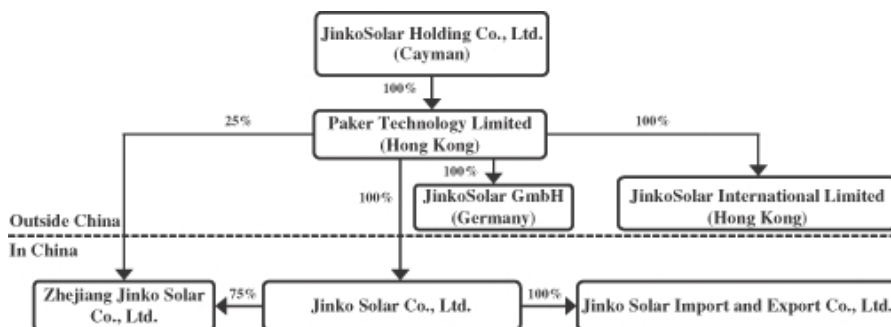 JinkoSolar Holding Co., Ltd.
(Cayman)
100%
25%
Paker Technology Limited
(Hong Kong)
100%
100%
JinkoSolar GmbH
(Germany)
100%
JinkoSolar International Limited
(Hong Kong)
Outside China
In China
Zhejiang Jinko Solar
Co., Ltd.
75%
Jinko Solar Co., Ltd.
100%
Jinko Solar Import and Export Co., Ltd.